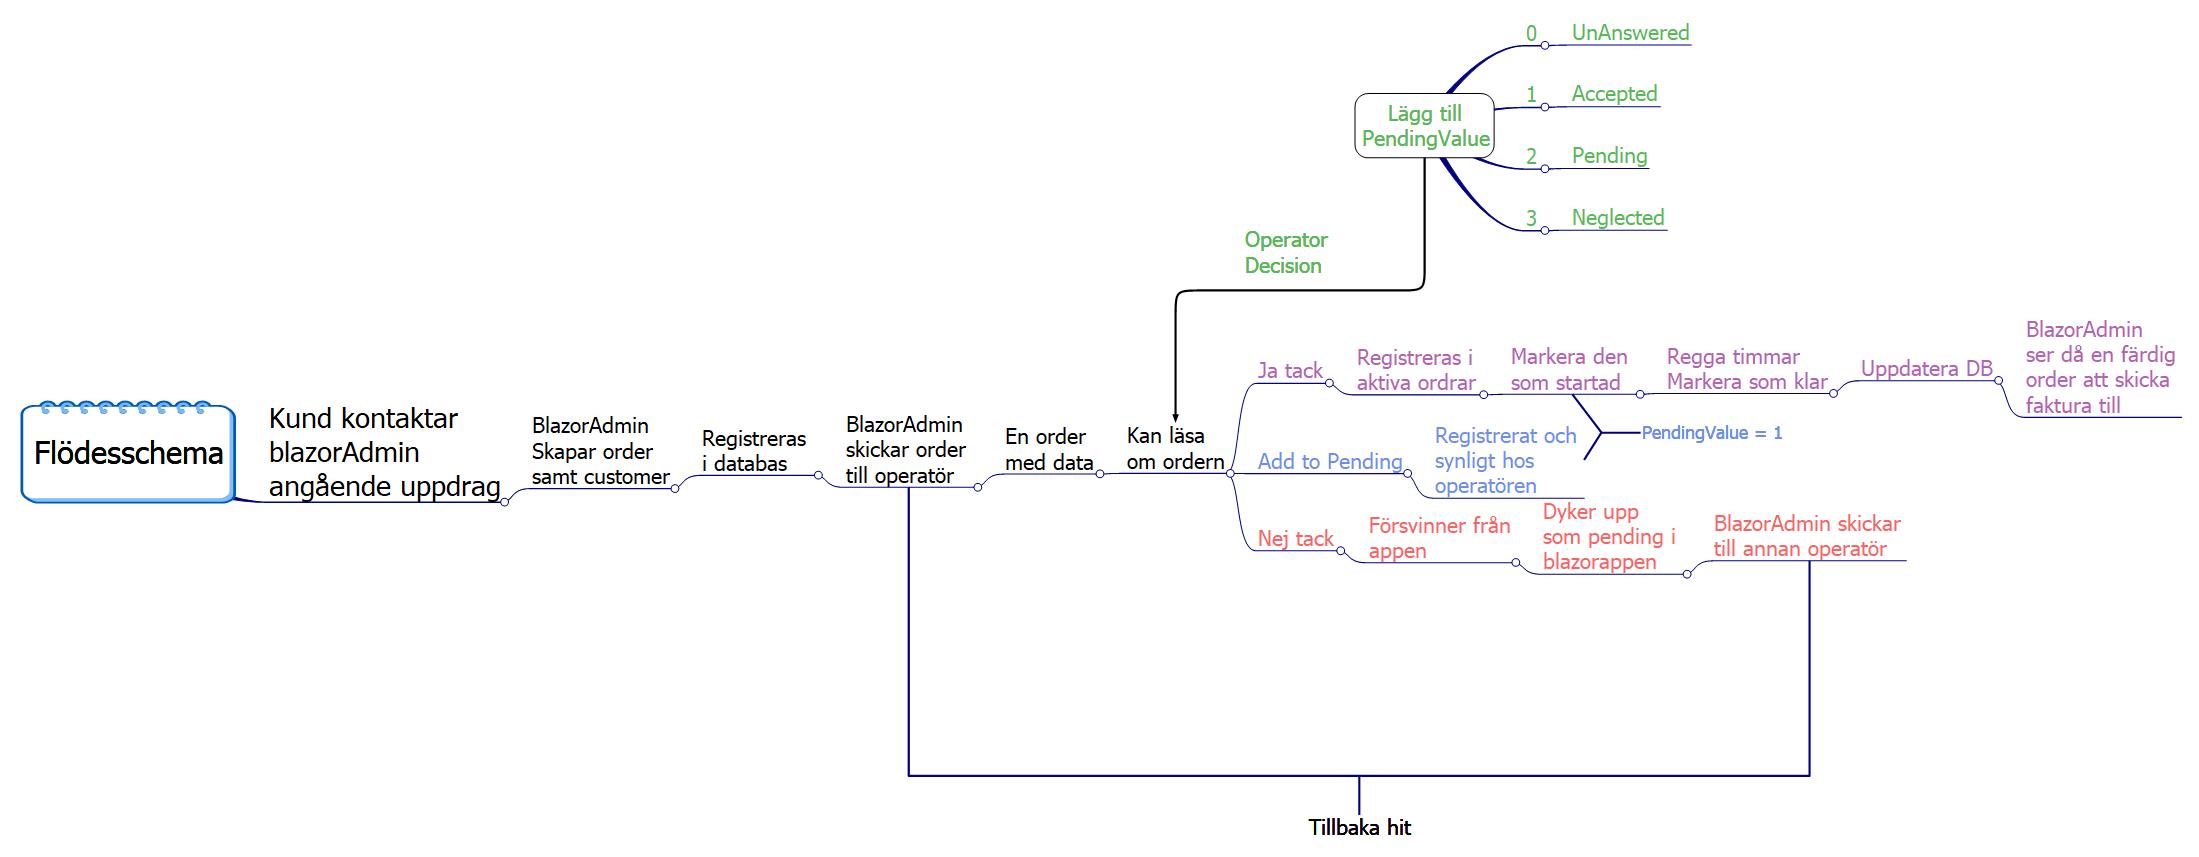 Flödesschema
Kund kontaktar
blazorAdmin
angående uppdrag
BlazorAdmin
Skapar order
samt customer
Registreras
i databas
BlazorAdmin
skickar order
till operatör
En order
med data
Kan läsa
om ordern
Operator
Decision
Lägg till
PendingValue
0 UnAnswered
1 Accepted
2 Pending
3 Neglected
Ja tack
Registreras i
aktiva ordrar
Markera den
som startad
Regga timmar
Markera som klar
Uppdatera DB
BlazorAdmin
ser då en färdig
order att skicka
faktura till
Add to Pending
Registrerat och
synligt hos
operatören
PendingValue = 1
Nej tack
Försvinner från
appen
Dyker upp
som pending i
blazorappen
BlazorAdmin skickar
till annan operatör
Tillbaka hit